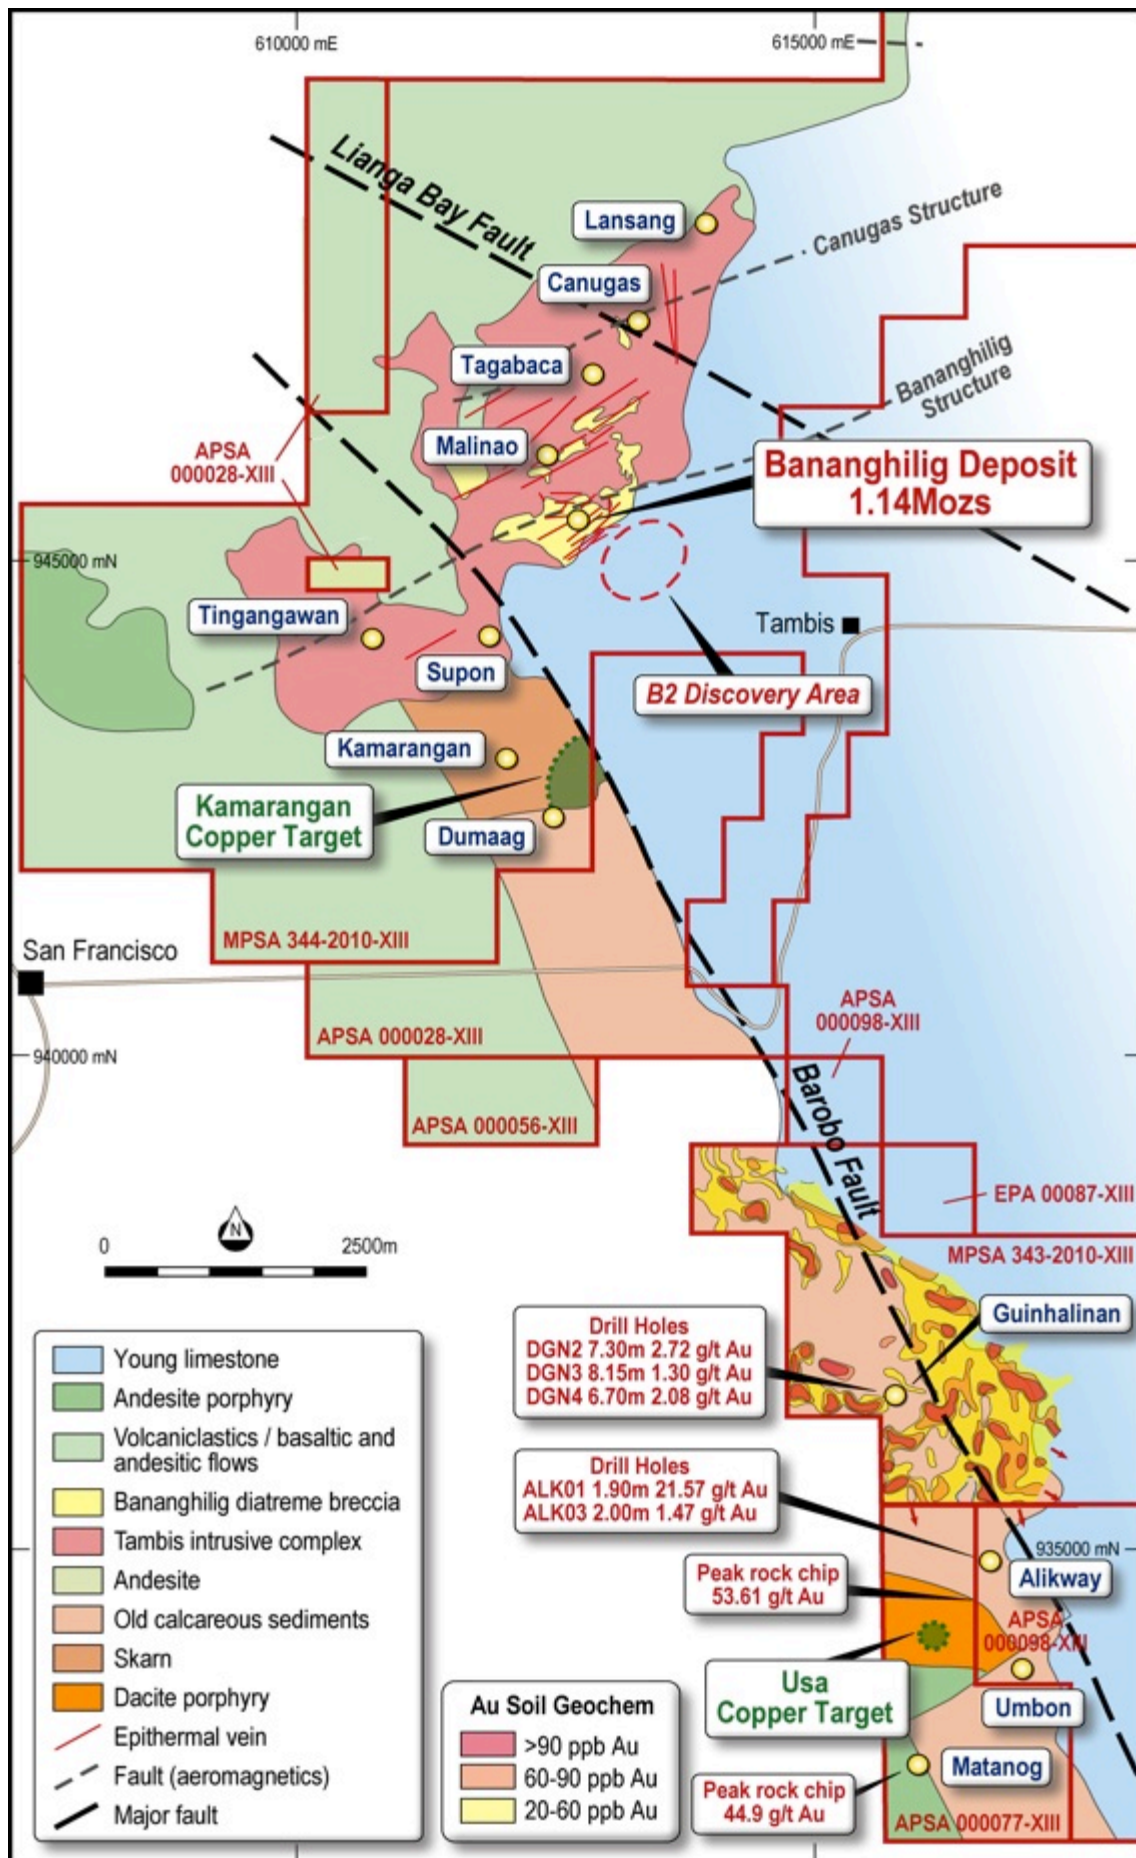 610000 mE
615000 mE
Lianga Bay Fault
Lansang
Canugas Structure
Canugas
Tagabaca
Bananghilig
Structure
Malinao
APSA
000028-XIII
Bananghilig Deposit
1.14Mozs
945000 mN
Tingangawan
Tambis
Supon
B2 Discovery Area
Kamarangan
Kamarangan
Copper Target
Dumaag
MPSA 344-2010-XIII
San Francisco
APSA
000098-XIII
APSA 000028-XIII
940000 mN
Barobo Fault
APSA 000056-XIII
EPA 00087-XIII
N
0
2500m
MPSA 343-2010-XIII
Guinhalinan
Drill Holes
DGN2 7.30m 2.72 g/t Au
DGN3 8.15m 1.30 g/t Au
DGN4 6.70m 2.08 g/t Au
Drill Holes
ALK01 1.90m 21.57 g/t Au
ALK03 2.00m 1.47 g/t Au
935000 mN
Alikway
Peak rock chip
53.61 g/t Au
APSA
000098-XIII
Usa
Copper Target
Umbon
Matanog
Peak rock chip
44.9 g/t Au
APSA 000077-XIII
Young limestone
Andesite porphyry
Volcaniclastics / basaltic and
andesitic flows
Bananghilig diatreme breccia
Tambis intrusive complex
Andesite
Old calcareous sediments
Skarn
Dacite porphyry
Epithermal vein
Fault (aeromagnetics)
Major fault
Au Soil Geochem
>90 ppb Au
60-90 ppb Au
20-60 ppb Au